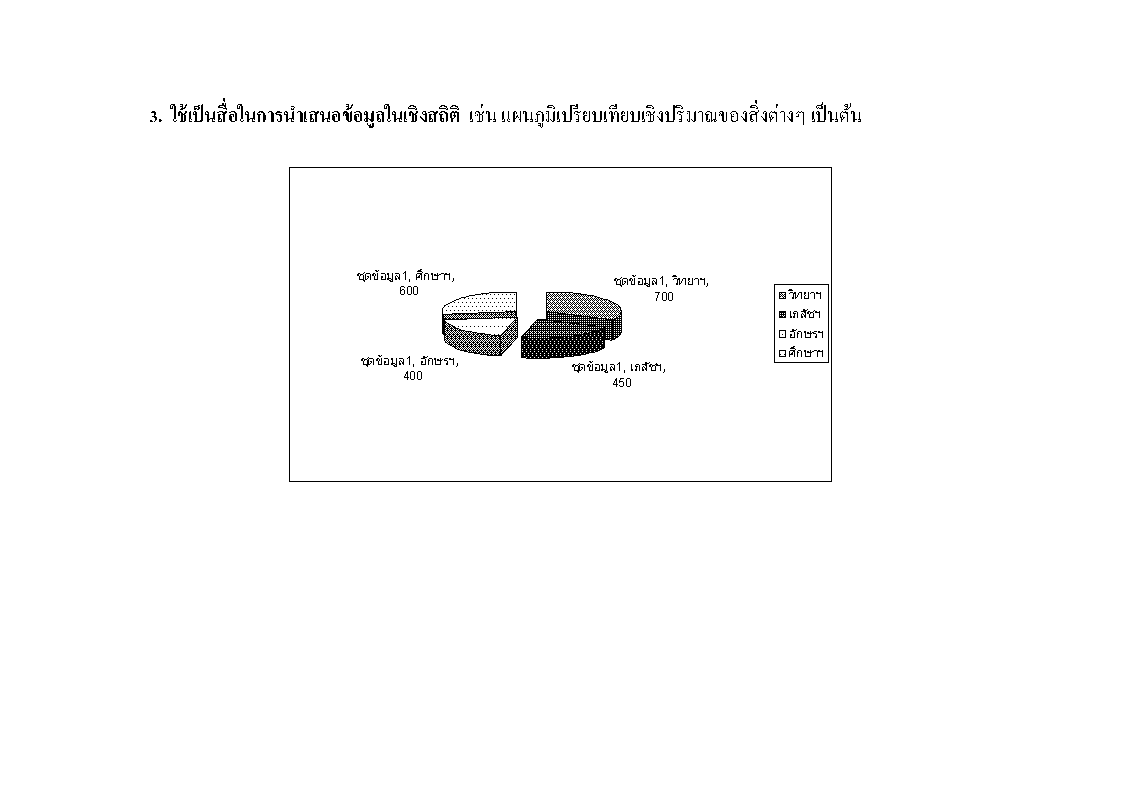 3. ใช้เป็นสื่อในการนำเสนอข้อมูลในเชิงสถิติ เช่น แผนภูมิเปรียบเทียบเชิงปริมาณของสิ่งต่างๆ เป็นต้น
ชุดข้อมูล1, ศึกษาฯ,
600
ชุดข้อมูล1, วิทยาฯ,
700
ชุดข้อมูล1, อักษรฯ,
400
ชุดข้อมูล1, เภสัชฯ,
450
วิทยาฯ
เภสัชฯ
อักษรฯ
ศึกษาฯ